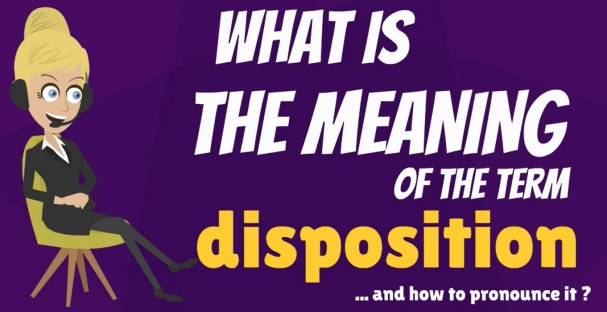 WHAT IS
THE MEANING
OF THE TERM
disposition
... and how to pronounce it ?